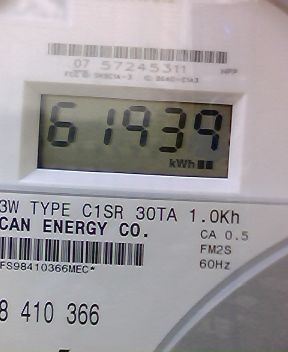 07 57245311
61939
kWh
3W TYPE C1SR 30TA 1.0Kh
CAN ENERGY CO.
CA 0.5
FM2S
FS98410366MEC*
60Hz
8 410 366